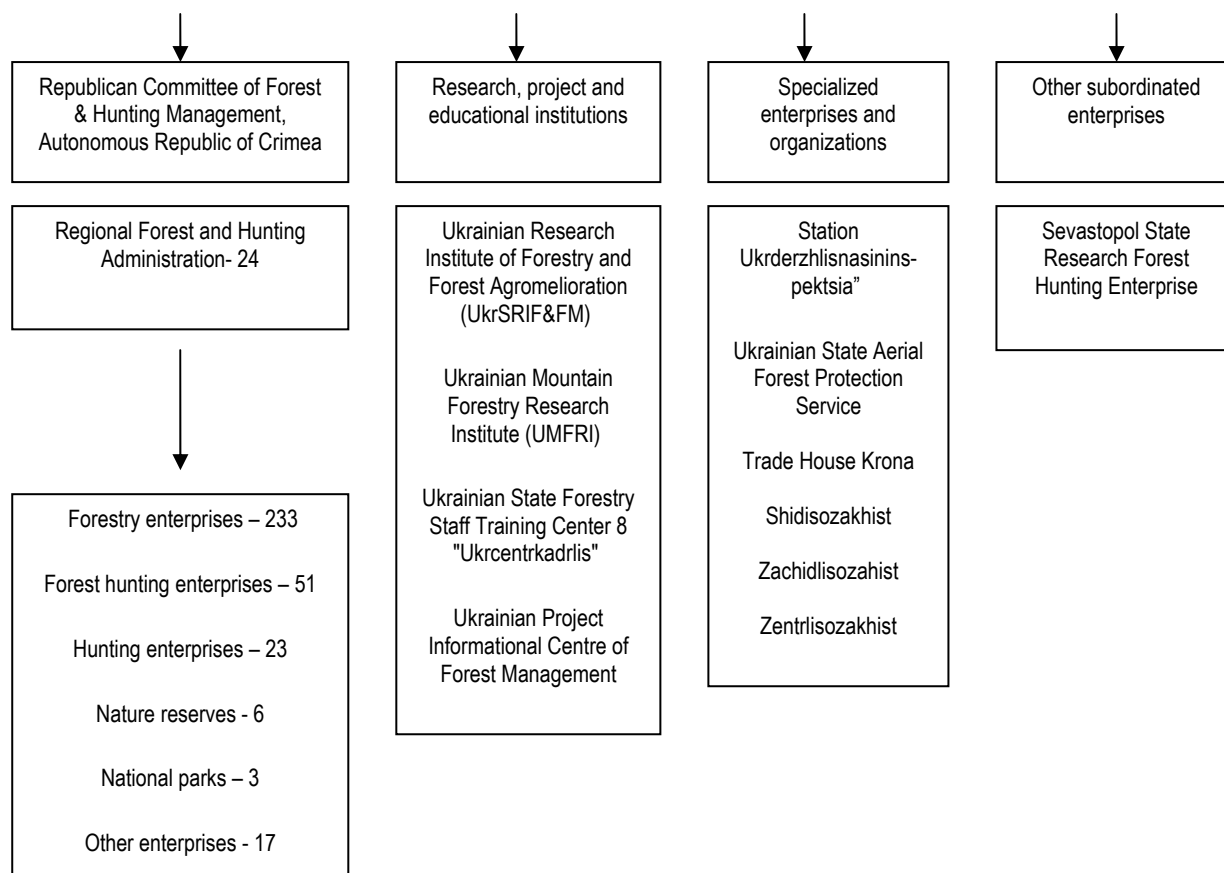 Republican Committee of Forest
& Hunting Management,
Autonomous Republic of Crimea
Regional Forest and Hunting
Administration- 24
Forestry enterprises – 233
Forest hunting enterprises – 51
Hunting enterprises – 23
Nature reserves - 6
National parks – 3
Other enterprises - 17
Research, project and
educational institutions
Ukrainian Research
Institute of Forestry and
Forest Agromelioration
(UkrSRIF&FM)
Ukrainian Mountain
Forestry Research
Institute (UMFRI)
Ukrainian State Forestry
Staff Training Center 8
"Ukrcentrkadrlis"
Ukrainian Project
Informational Centre of
Forest Management
Specialized
enterprises and
organizations
Station
Ukrderzhlisnasinins-
pektsia”
Ukrainian State Aerial
Forest Protection
Service
Trade House Krona
Shidisozakhist
Zachidlisozahist
Zentrlisozakhist
Other subordinated
enterprises
Sevastopol State
Research Forest
Hunting Enterprise